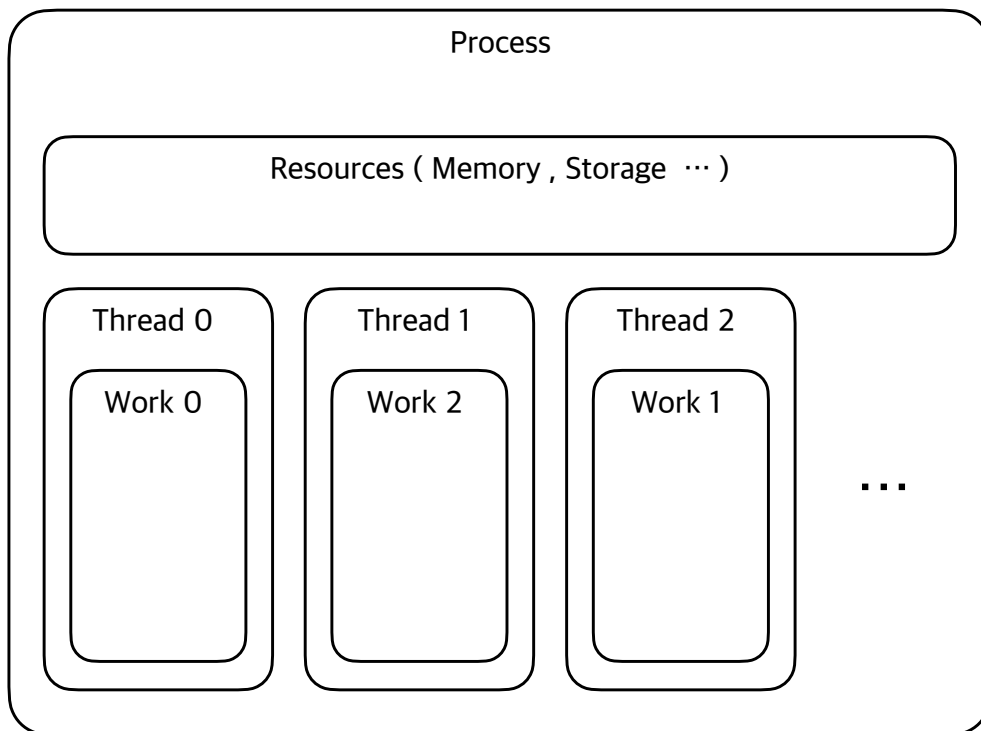 Process
Resources ( Memory , Storage ⋯ )
Thread 0
Work 0
Thread 1
Work 2
Thread 2
Work 1
...